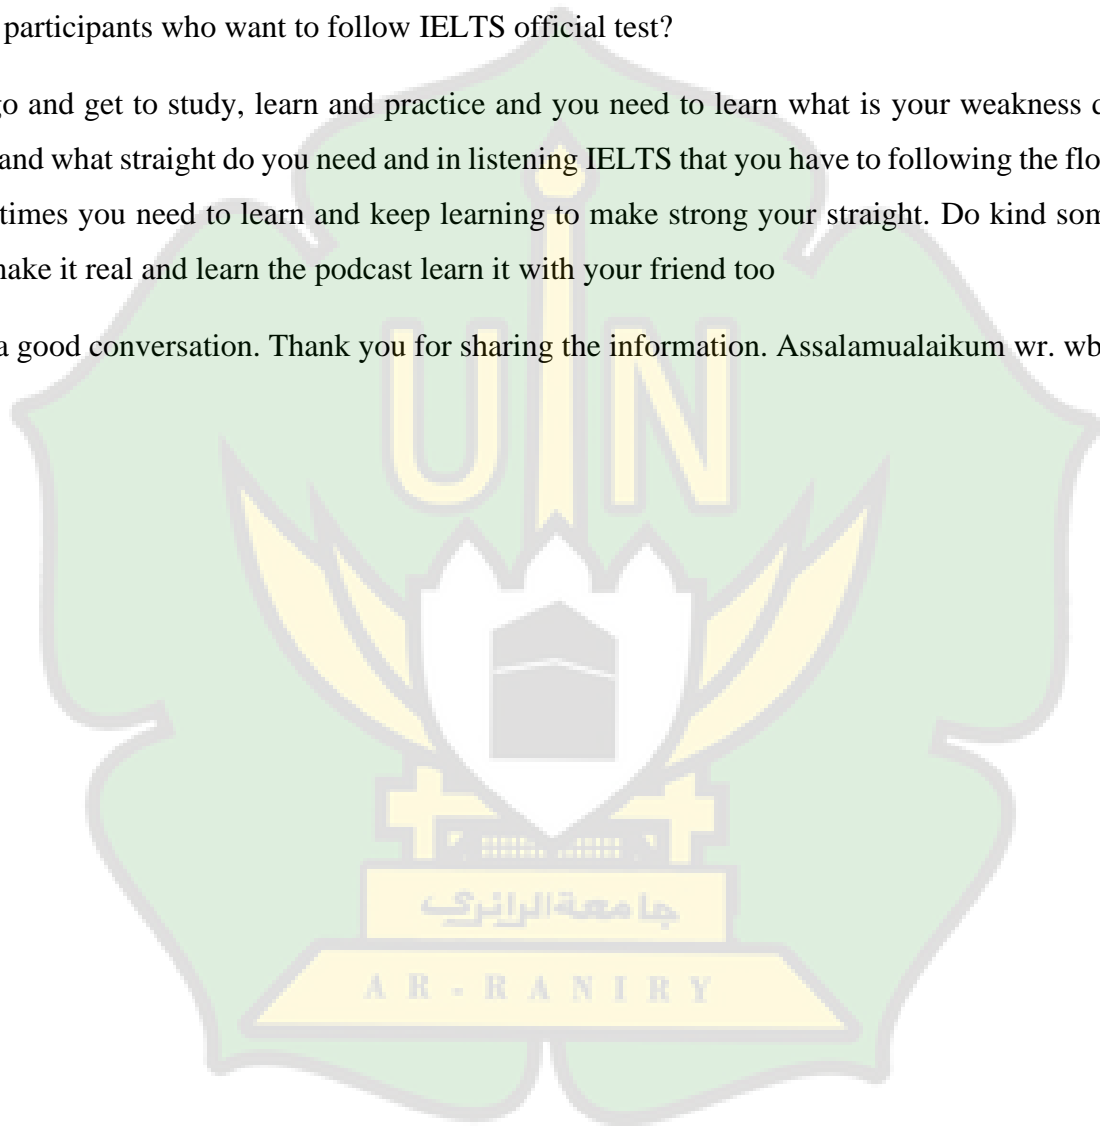 participants who want to follow IELTS official test?
go and get to study, learn and practice and you need to learn what is your weakness
and what straight do you need and in listening IELTS that you have to following the
times you need to learn and keep learning to make strong your straight. Do kind
make it real and learn the podcast learn it with your friend too
a good conversation. Thank you for sharing the information. Assalamualaikum wr. wb
UIN
جامعة الرانري
AR-RANIRY